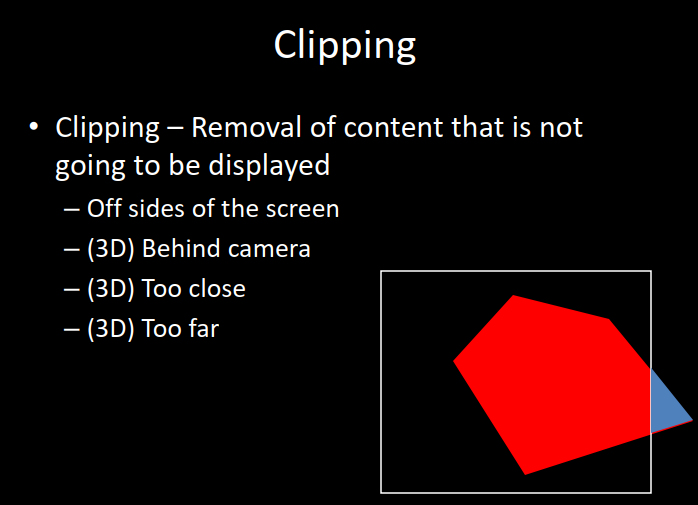 Clipping
• Clipping – Removal of content that is not
going to be displayed
– Off sides of the screen
– (3D) Behind camera
– (3D) Too close
– (3D) Too far